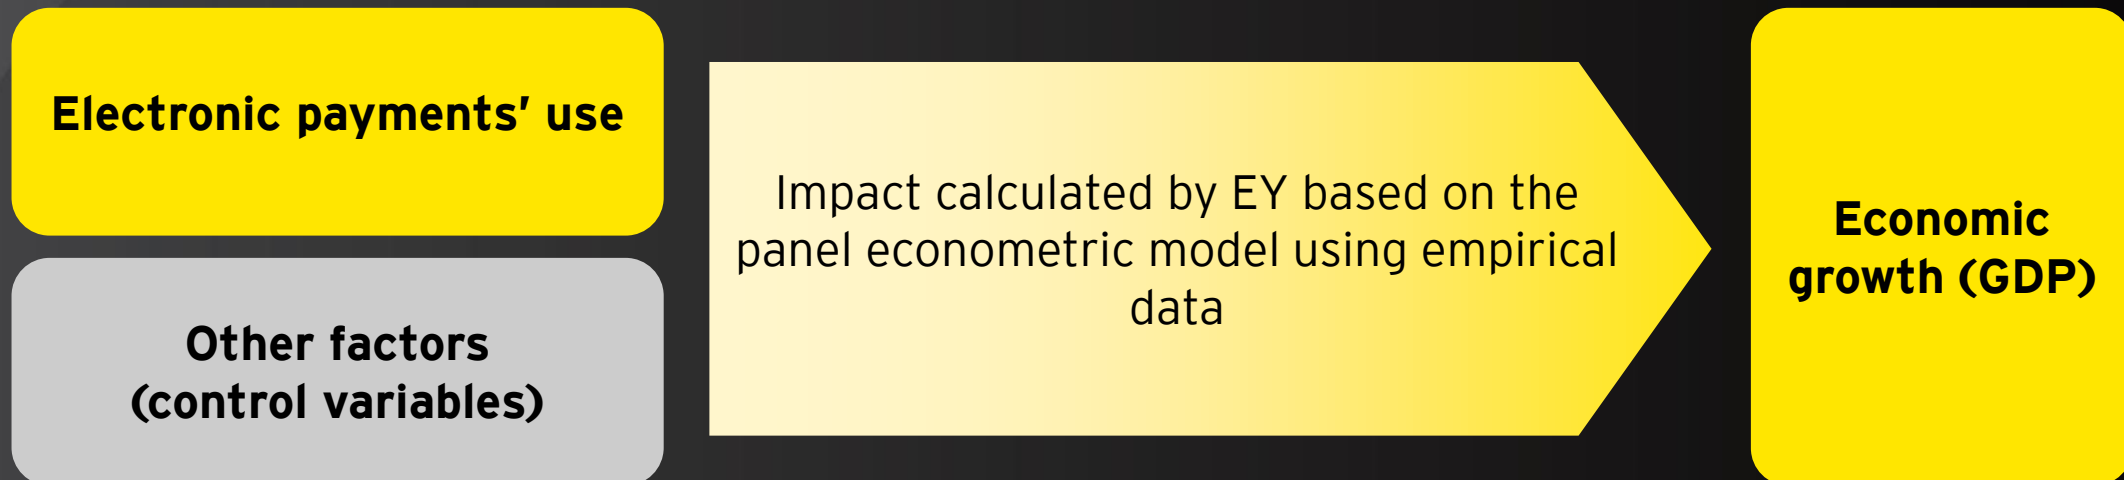 Electronic payments’ use
Other factors
(control variables)
Impact calculated by EY based on the
panel econometric model using empirical
data
Economic
growth (GDP)